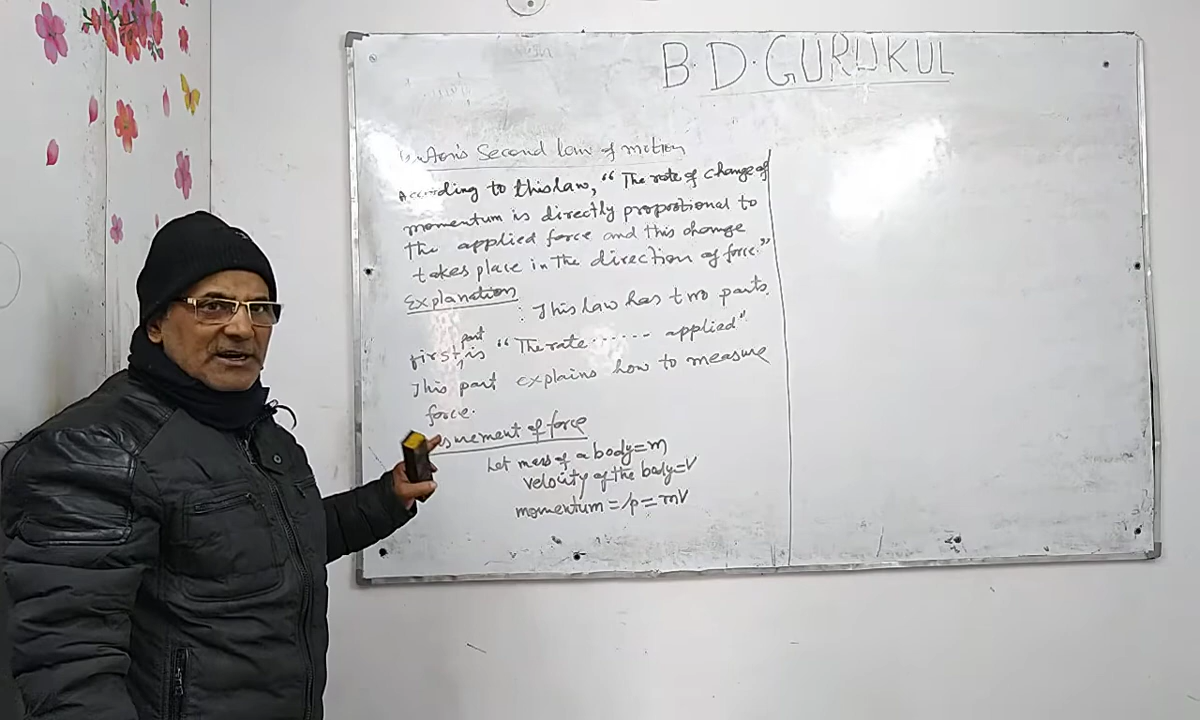 B.D.GURUKUL
Second law of motion
According to this law, "The rate of change of
momentum is directly proportional to
the applied force and this change
takes place in the direction of force."
Explanation : This law has two parts.
first part is "The rate ...... applied"
This part explains how to measure
force.
of force
Let mass of a body=m
velocity of the body=v
momentum = p = mv